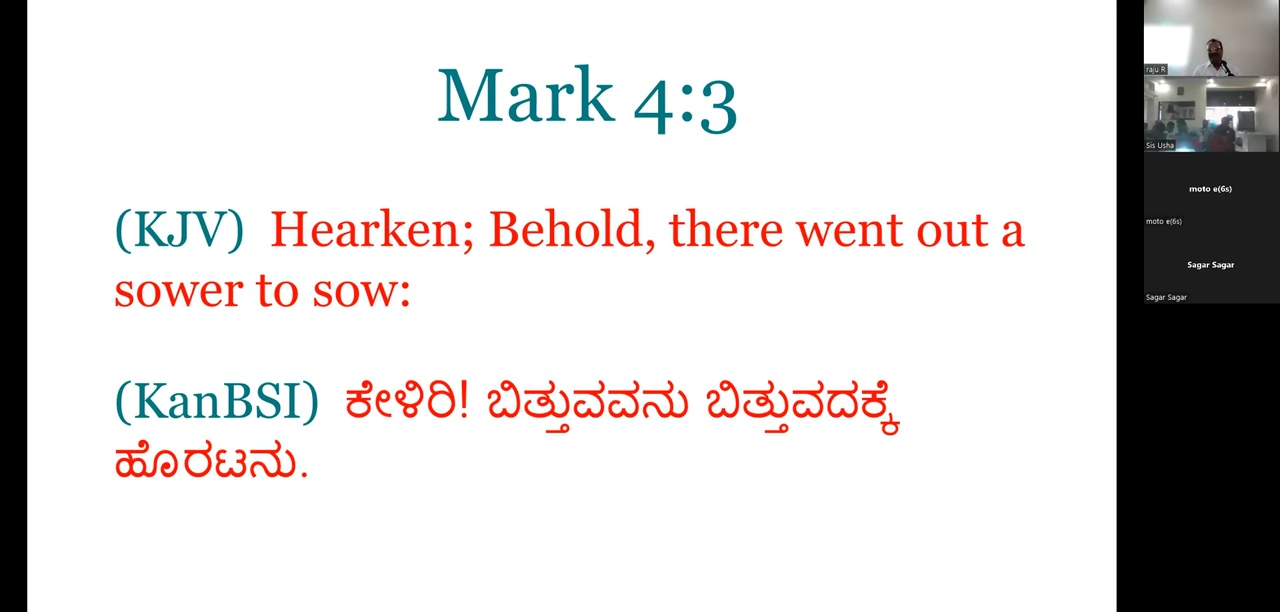 Mark 4:3
(KJV) Hearken; Behold, there went out a
sower to sow:
(KanBSI) ಕೇಳಿರಿ! ಬಿತ್ತುವವನು ಬಿತ್ತುವದಕ್ಕೆ
ಹೊರಟನು.
raju R
Sis Usha
moto e(6s)
moto e(6s)
Sagar Sagar
Sagar Sagar